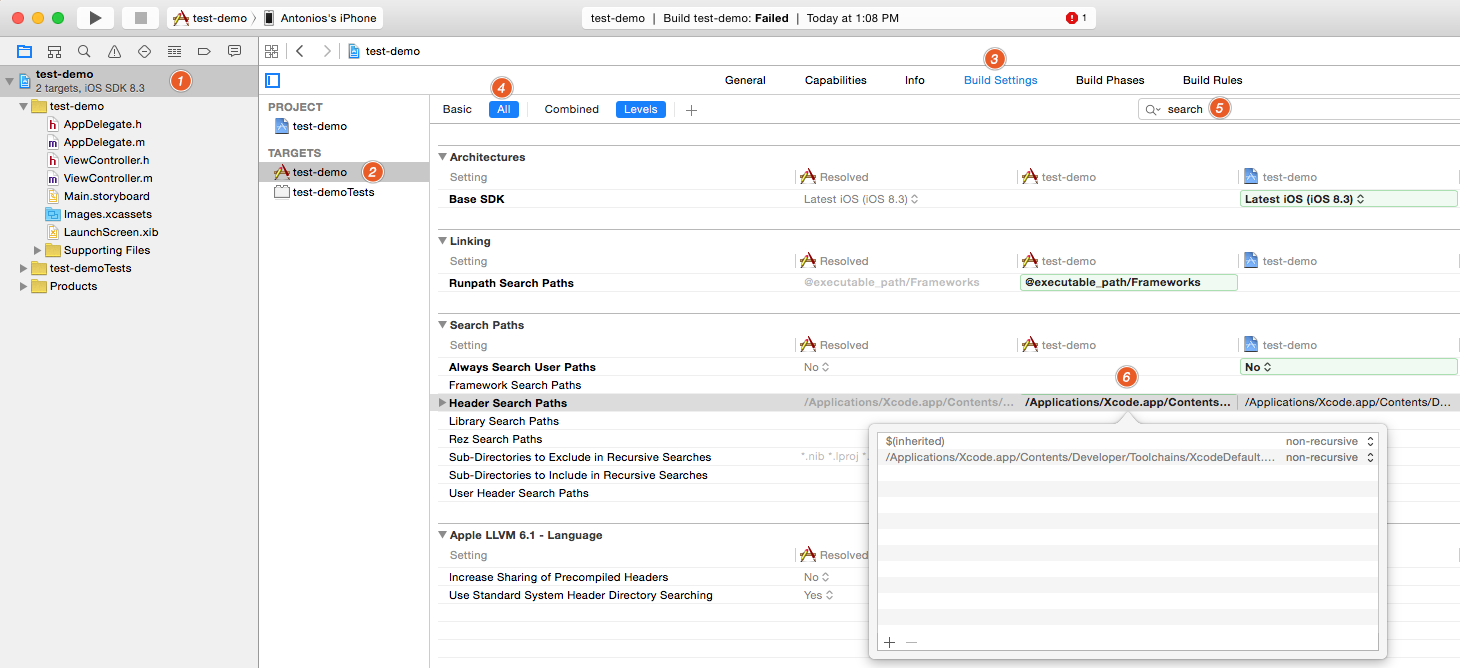 test-demo Antonios's iPhone
test-demo | Build test-demo: Failed | Today at 1:08 PM
1
test-demo
test-demo
2 targets, iOS SDK 8.3
1
test-demo
AppDelegate.h
AppDelegate.m
ViewController.h
ViewController.m
Main.storyboard
Images.xcassets
LaunchScreen.xib
Supporting Files
test-demoTests
Products
PROJECT
test-demo
TARGETS
test-demo 2
test-demoTests
3
General Capabilities Info Build Settings Build Phases Build Rules
4
Basic All Combined Levels
search 5
Architectures
Setting Resolved test-demo test-demo
Base SDK Latest iOS (iOS 8.3) Latest iOS (iOS 8.3)
Linking
Setting Resolved test-demo test-demo
Runpath Search Paths @executable_path/Frameworks @executable_path/Frameworks
Search Paths
Setting Resolved test-demo test-demo
Always Search User Paths No No
Framework Search Paths
6
Header Search Paths /Applications/Xcode.app/Contents/... /Applications/Xcode.app/Contents... /Applications/Xcode.app/Contents/D...
Library Search Paths
Rez Search Paths
Sub-Directories to Exclude in Recursive Searches *.nib *.lproj *.
Sub-Directories to Include in Recursive Searches
User Header Search Paths
$(inherited) non-recursive
/Applications/Xcode.app/Contents/Developer/Toolchains/XcodeDefault.... non-recursive
Apple LLVM 6.1 - Language
Setting Resolved
Increase Sharing of Precompiled Headers No
Use Standard System Header Directory Searching Yes